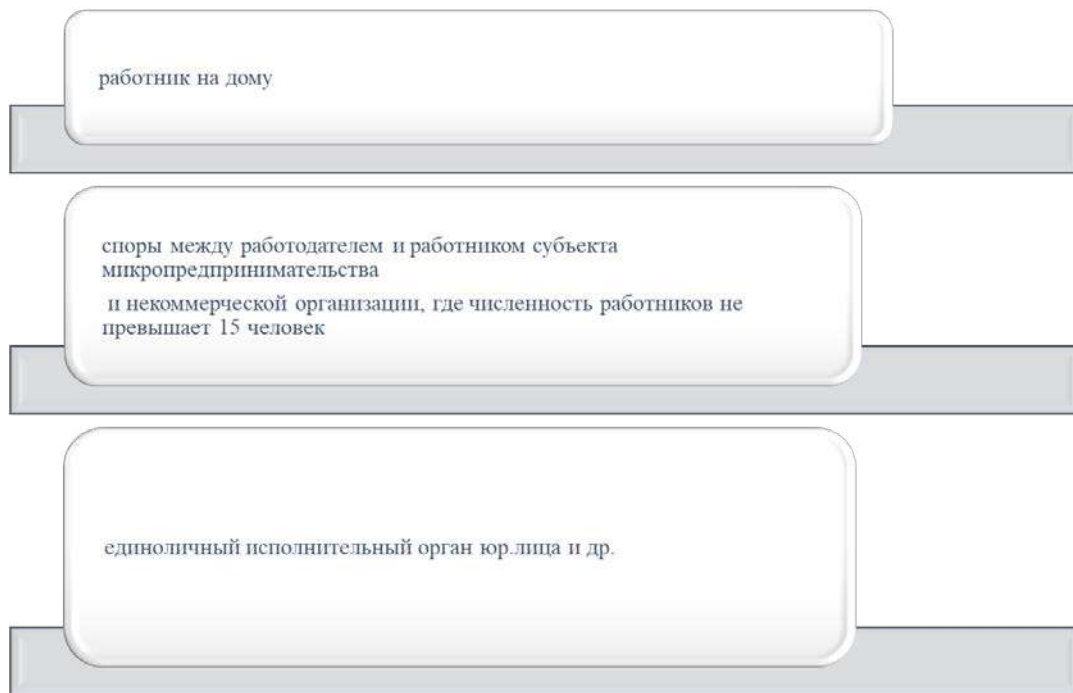 работник на дому
споры между работодателем и работником субъекта
микропредпринимательства
и некоммерческой организации, где численность работников не
превышает 15 человек
единоличный исполнительный орган юр.лица и др.